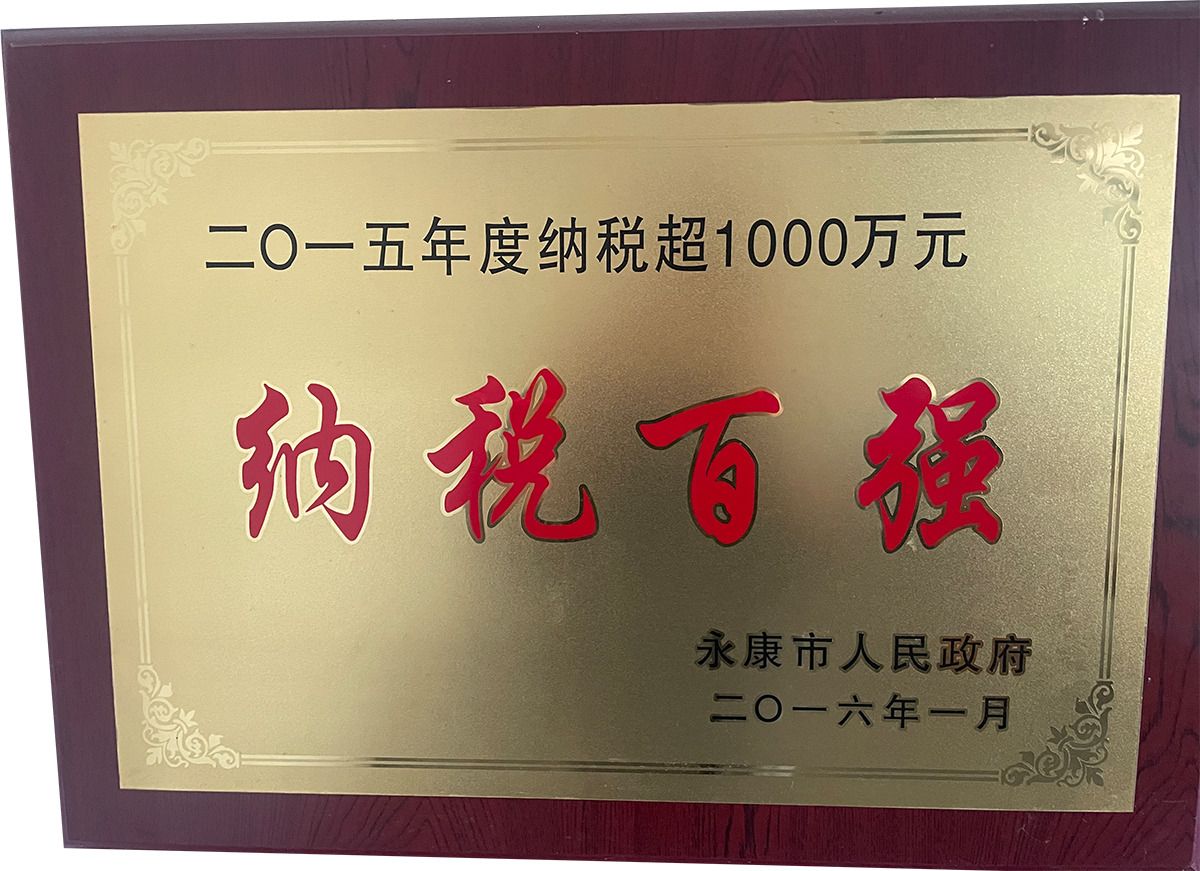 二〇一五年度纳税超1000万元
纳税百强
永康市人民政府
二〇一六年一月